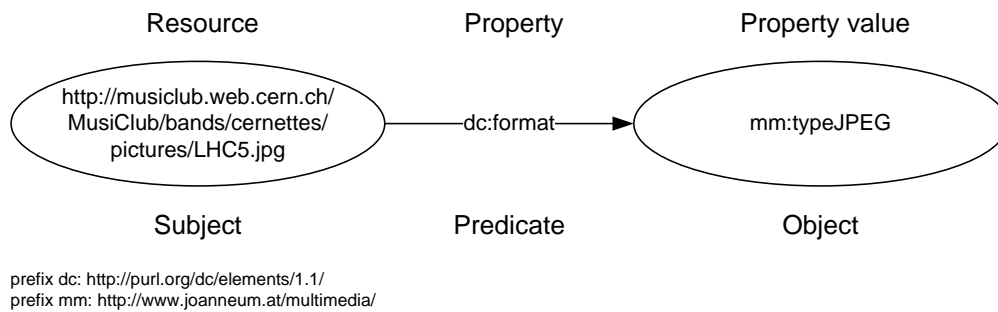 Resource
Property
Property value
http://musiclub.web.cern.ch/
MusiClub/bands/cernettes/
pictures/LHC5.jpg
dc:format
mm:typeJPEG
Subject
Predicate
Object
prefix dc: http://purl.org/dc/elements/1.1/
prefix mm: http://www.joanneum.at/multimedia/